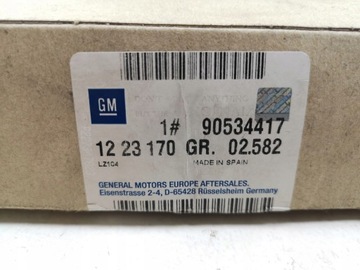 GM
1# 90534417
12 23 170 GR. 02.582
LZ104 MADE IN SPAIN
GENERAL MOTORS EUROPE AFTERSALES.
Eisenstrasse 2-4, D-65428 Rüsselsheim Germany